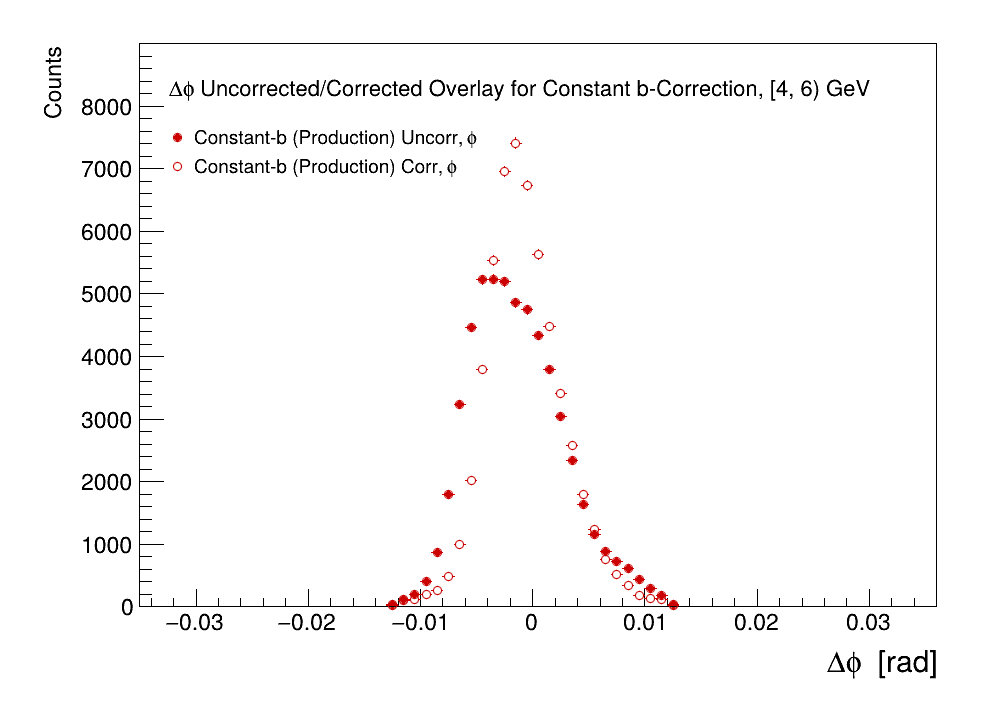 Counts
Δϕ Uncorrected/Corrected Overlay for Constant b-Correction, [4, 6) GeV
Constant-b (Production) Uncorr, ϕ
Constant-b (Production) Corr, ϕ
8000
7000
6000
5000
4000
3000
2000
1000
0
−0.03 −0.02 −0.01 0 0.01 0.02 0.03
Δϕ [rad]